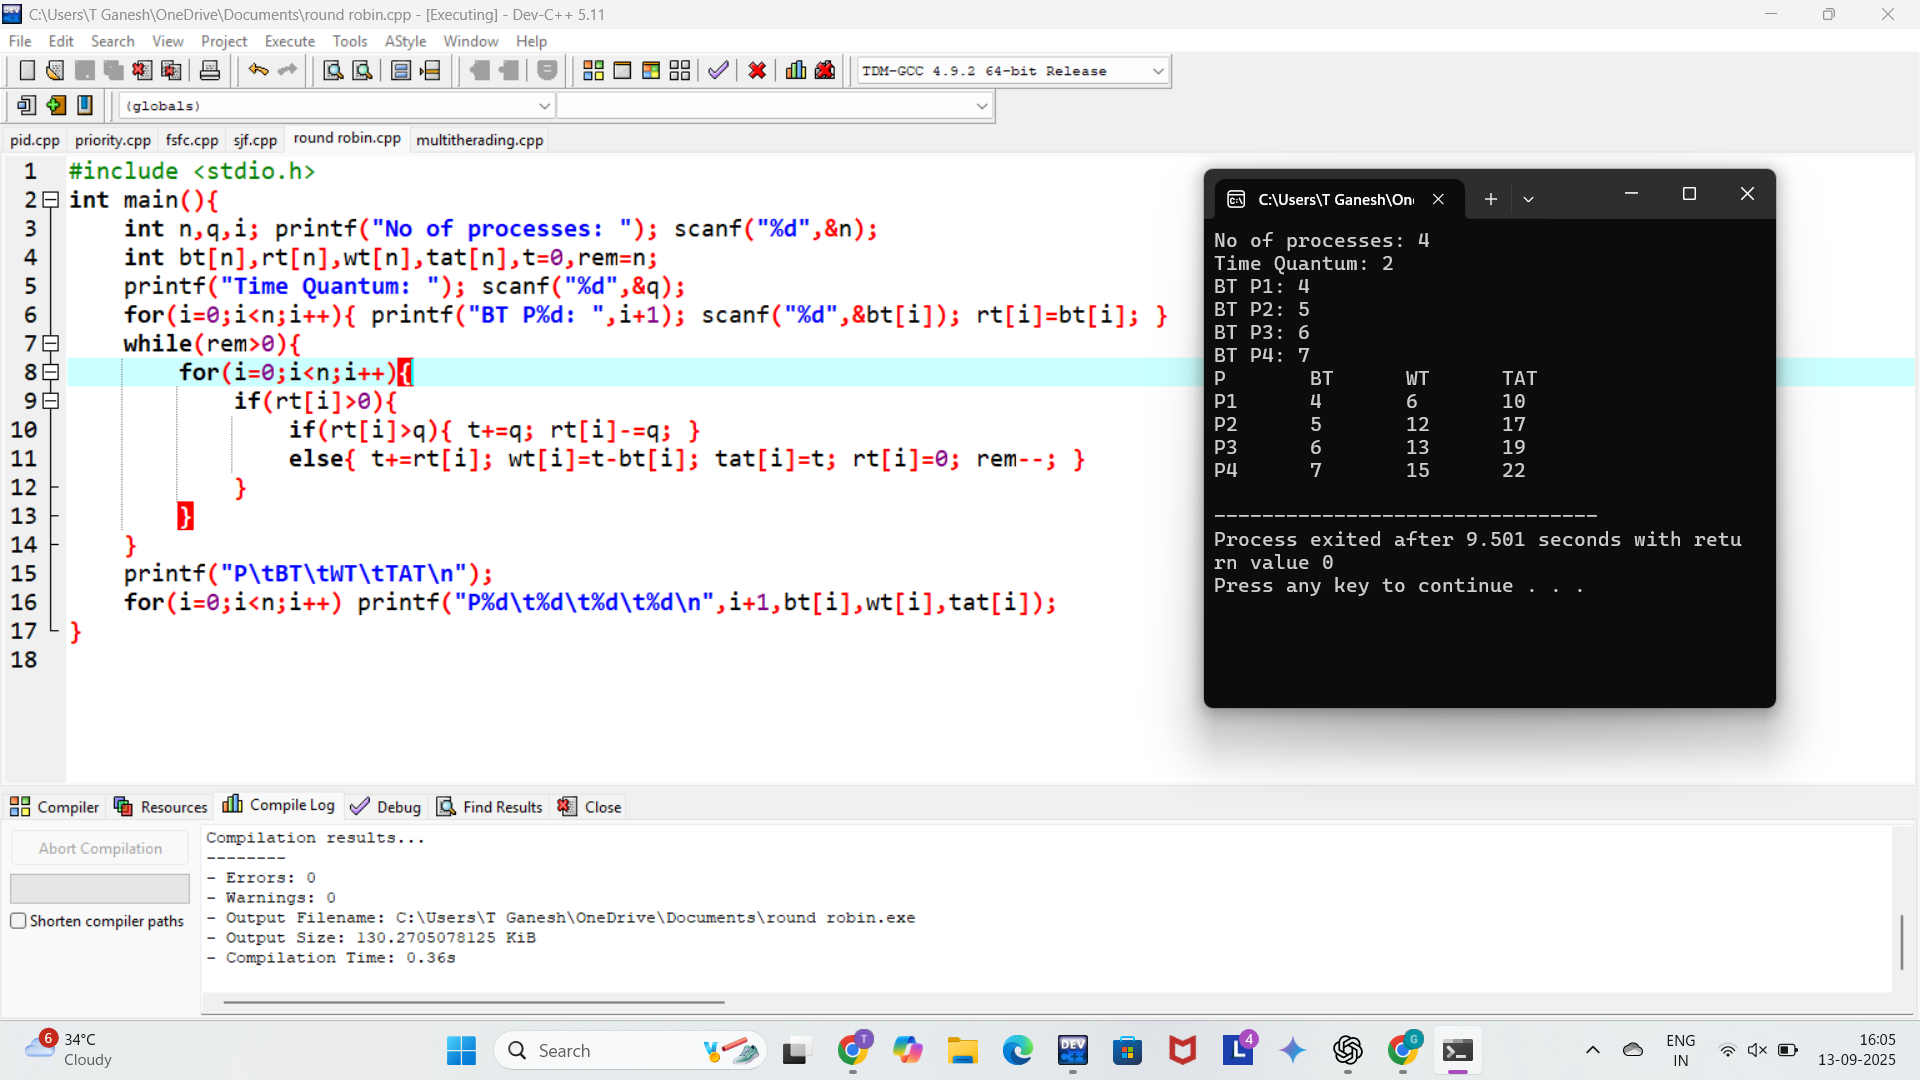 C:\Users\T Ganesh\OneDrive\Documents\round robin.cpp - [Executing] - Dev-C++ 5.11
File Edit Search View Project Execute Tools AStyle Window Help
TDM-GCC 4.9.2 64-bit Release
(globals)
pid.cpp priority.cpp fsfc.cpp sjf.cpp round robin.cpp multitherading.cpp
1 #include <stdio.h>
2 int main(){
3 int n,q,i; printf("No of processes: "); scanf("%d",&n);
4 int bt[n],rt[n],wt[n],tat[n],t=0,rem=n;
5 printf("Time Quantum: "); scanf("%d",&q);
6 for(i=0;i<n;i++){ printf("BT P%d: ",i+1); scanf("%d",&bt[i]); rt[i]=bt[i]; }
7 while(rem>0){
8 for(i=0;i<n;i++){
9 if(rt[i]>0){
10 if(rt[i]>q){ t+=q; rt[i]-=q; }
11 else{ t+=rt[i]; wt[i]=t-bt[i]; tat[i]=t; rt[i]=0; rem--; }
12 }
13 }
14 }
15 printf("P\tBT\tWT\tTAT\n");
16 for(i=0;i<n;i++) printf("P%d\t%d\t%d\t%d\n",i+1,bt[i],wt[i],tat[i]);
17 }
18
C:\Users\T Ganesh\On
No of processes: 4
Time Quantum: 2
BT P1: 4
BT P2: 5
BT P3: 6
BT P4: 7
P BT WT TAT
P1 4 6 10
P2 5 12 17
P3 6 13 19
P4 7 15 22
--------------------------------
Process exited after 9.501 seconds with retu
rn value 0
Press any key to continue . . .
Compiler Resources Compile Log Debug Find Results Close
Abort Compilation
Shorten compiler paths
Compilation results...
--------
- Errors: 0
- Warnings: 0
- Output Filename: C:\Users\T Ganesh\OneDrive\Documents\round robin.exe
- Output Size: 130.2705078125 KiB
- Compilation Time: 0.36s
6
34°C
Cloudy
Search
T
DEV
C++
L
4
G
ENG
IN
16:05
13-09-2025